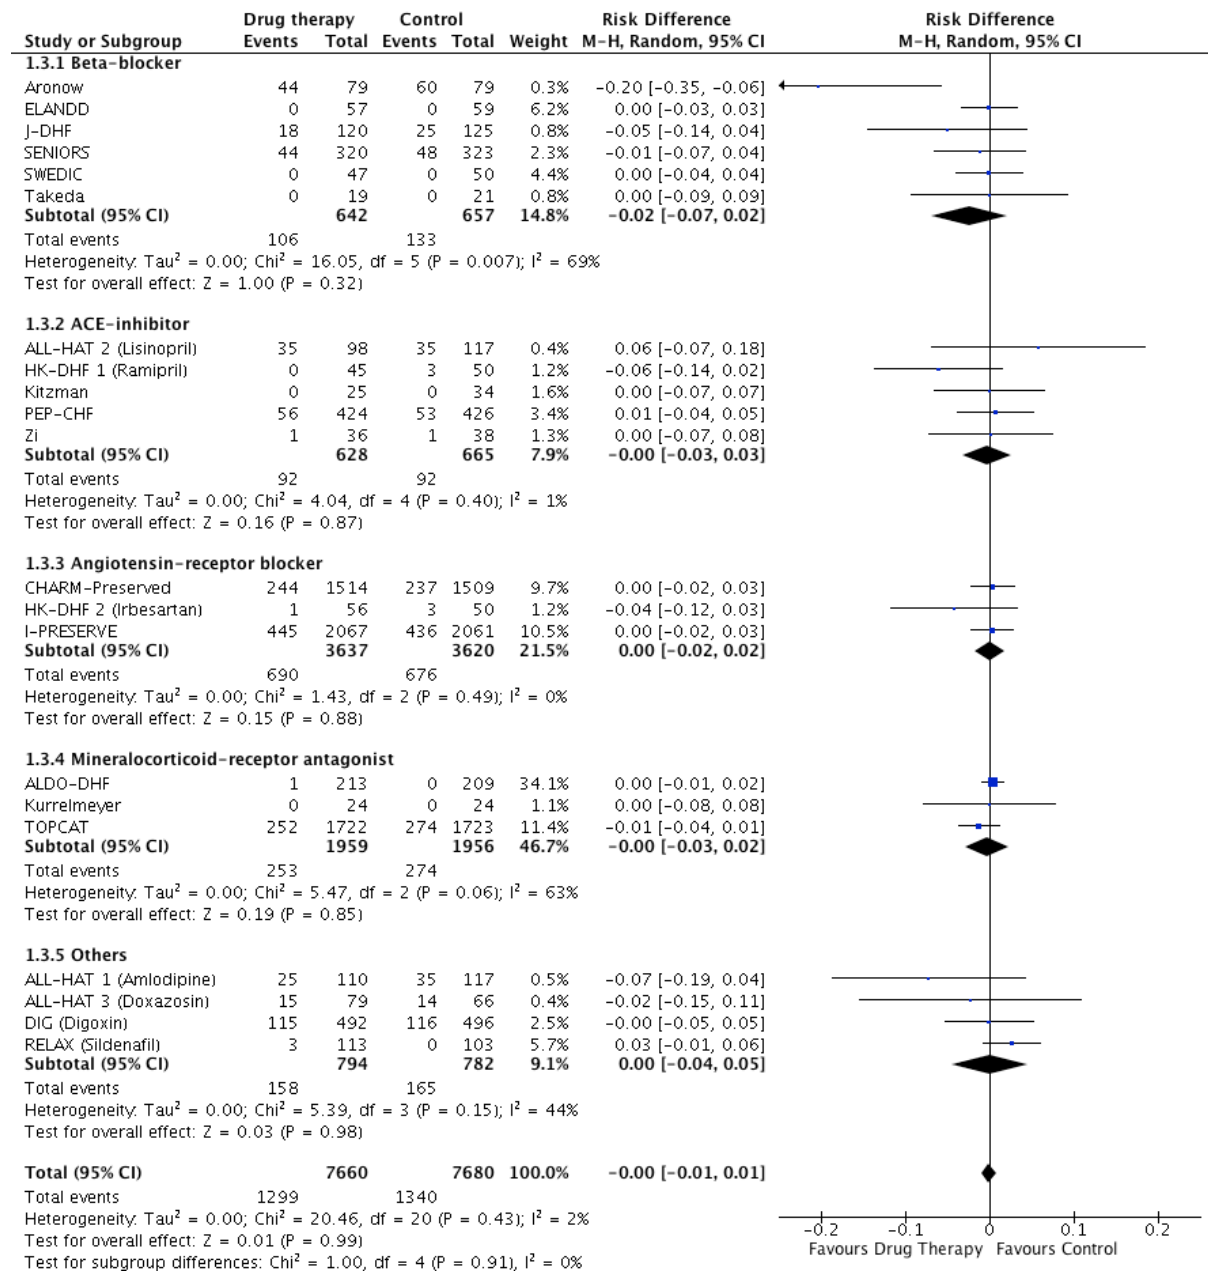 Drug therapy Control Risk Difference Risk Difference
Study or Subgroup Events Total Events Total Weight M-H, Random, 95% CI M-H, Random, 95% CI
1.3.1 Beta-blocker
Aronow 44 79 60 79 0.3% -0.20 [-0.35, -0.06]
ELANDD 0 57 0 59 6.2% 0.00 [-0.03, 0.03]
J-DHF 18 120 25 125 0.8% -0.05 [-0.14, 0.04]
SENIORS 44 320 48 323 2.3% -0.01 [-0.07, 0.04]
SWEDIC 0 47 0 50 4.4% 0.00 [-0.04, 0.04]
Takeda 0 19 0 21 0.8% 0.00 [-0.09, 0.09]
Subtotal (95% CI) 642 657 14.8% -0.02 [-0.07, 0.02]
Total events 106 133
Heterogeneity: Tau² = 0.00; Chi² = 16.05, df = 5 (P = 0.007); I² = 69%
Test for overall effect: Z = 1.00 (P = 0.32)
1.3.2 ACE-inhibitor
ALL-HAT 2 (Lisinopril) 35 98 35 117 0.4% 0.06 [-0.07, 0.18]
HK-DHF 1 (Ramipril) 0 45 3 50 1.2% -0.06 [-0.14, 0.02]
Kitzman 0 25 0 34 1.6% 0.00 [-0.07, 0.07]
PEP-CHF 56 424 53 426 3.4% 0.01 [-0.04, 0.05]
Zi 1 36 1 38 1.3% 0.00 [-0.07, 0.08]
Subtotal (95% CI) 628 665 7.9% -0.00 [-0.03, 0.03]
Total events 92 92
Heterogeneity: Tau² = 0.00; Chi² = 4.04, df = 4 (P = 0.40); I² = 1%
Test for overall effect: Z = 0.16 (P = 0.87)
1.3.3 Angiotensin-receptor blocker
CHARM-Preserved 244 1514 237 1509 9.7% 0.00 [-0.02, 0.03]
HK-DHF 2 (Irbesartan) 1 56 3 50 1.2% -0.04 [-0.12, 0.03]
I-PRESERVE 445 2067 436 2061 10.5% 0.00 [-0.02, 0.03]
Subtotal (95% CI) 3637 3620 21.5% 0.00 [-0.02, 0.02]
Total events 690 676
Heterogeneity: Tau² = 0.00; Chi² = 1.43, df = 2 (P = 0.49); I² = 0%
Test for overall effect: Z = 0.15 (P = 0.88)
1.3.4 Mineralocorticoid-receptor antagonist
ALDO-DHF 1 213 0 209 34.1% 0.00 [-0.01, 0.02]
Kurrelmeyer 0 24 0 24 1.1% 0.00 [-0.08, 0.08]
TOPCAT 252 1722 274 1723 11.4% -0.01 [-0.04, 0.01]
Subtotal (95% CI) 1959 1956 46.7% -0.00 [-0.03, 0.02]
Total events 253 274
Heterogeneity: Tau² = 0.00; Chi² = 5.47, df = 2 (P = 0.06); I² = 63%
Test for overall effect: Z = 0.19 (P = 0.85)
1.3.5 Others
ALL-HAT 1 (Amlodipine) 25 110 35 117 0.5% -0.07 [-0.19, 0.04]
ALL-HAT 3 (Doxazosin) 15 79 14 66 0.4% -0.02 [-0.15, 0.11]
DIG (Digoxin) 115 492 116 496 2.5% -0.00 [-0.05, 0.05]
RELAX (Sildenafil) 3 113 0 103 5.7% 0.03 [-0.01, 0.06]
Subtotal (95% CI) 794 782 9.1% 0.00 [-0.04, 0.05]
Total events 158 165
Heterogeneity: Tau² = 0.00; Chi² = 5.39, df = 3 (P = 0.15); I² = 44%
Test for overall effect: Z = 0.03 (P = 0.98)
Total (95% CI) 7660 7680 100.0% -0.00 [-0.01, 0.01]
Total events 1299 1340
Heterogeneity: Tau² = 0.00; Chi² = 20.46, df = 20 (P = 0.43); I² = 2%
Test for overall effect: Z = 0.01 (P = 0.99)
Test for subgroup differences: Chi² = 1.00, df = 4 (P = 0.91), I² = 0%
-0.2 -0.1 0 0.1 0.2
Favours Drug Therapy Favours Control